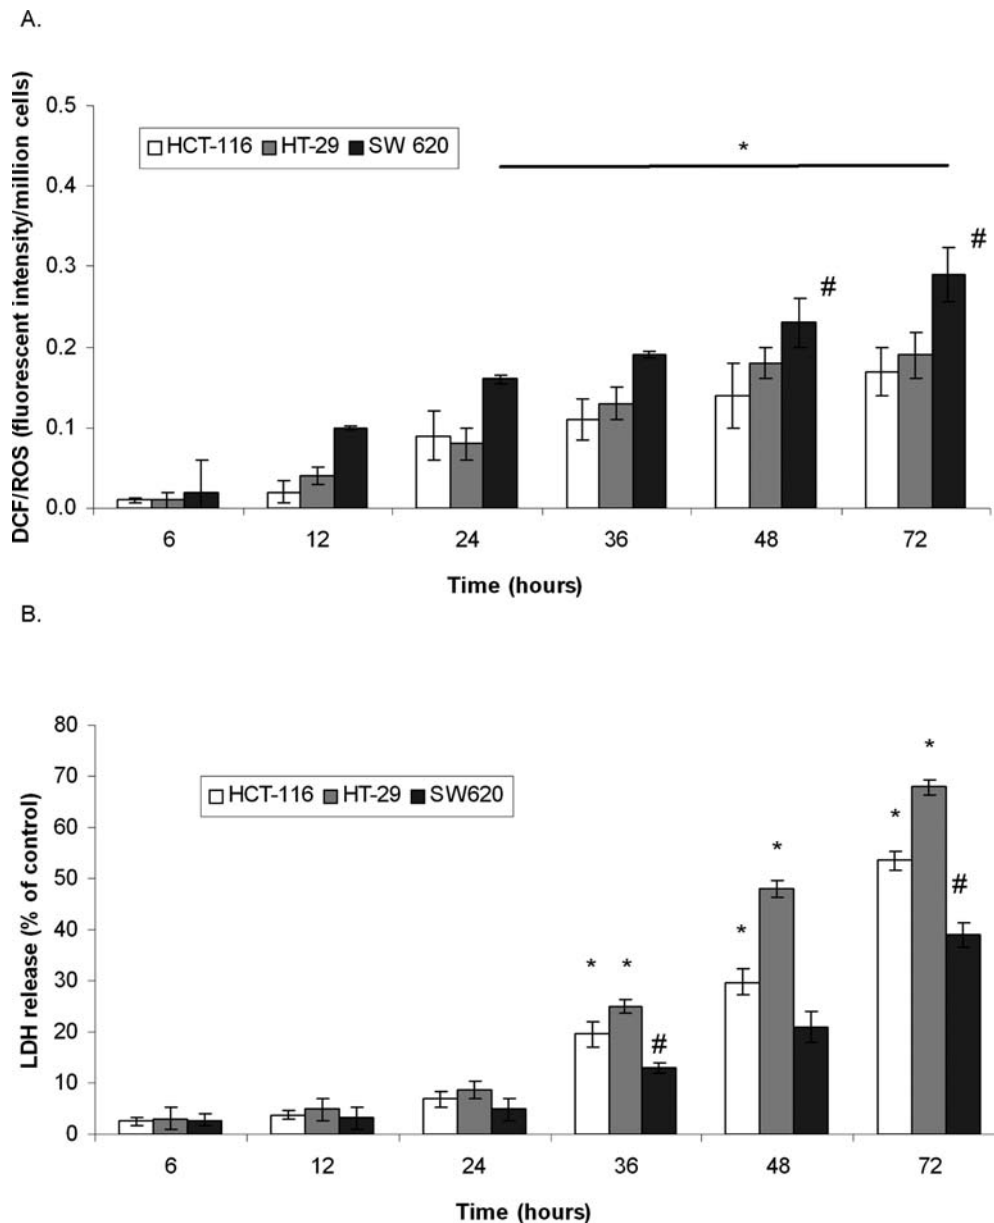 A.
DCF/ROS (fluorescent intensity/million cells)
0.5
0.4
0.3
0.2
0.1
0.0
HCT-116 HT-29 SW 620
*
#
#
6 12 24 36 48 72
Time (hours)
B.
LDH release (% of control)
80
70
60
50
40
30
20
10
0
HCT-116 HT-29 SW620
* * #
* *
* * #
6 12 24 36 48 72
Time (hours)